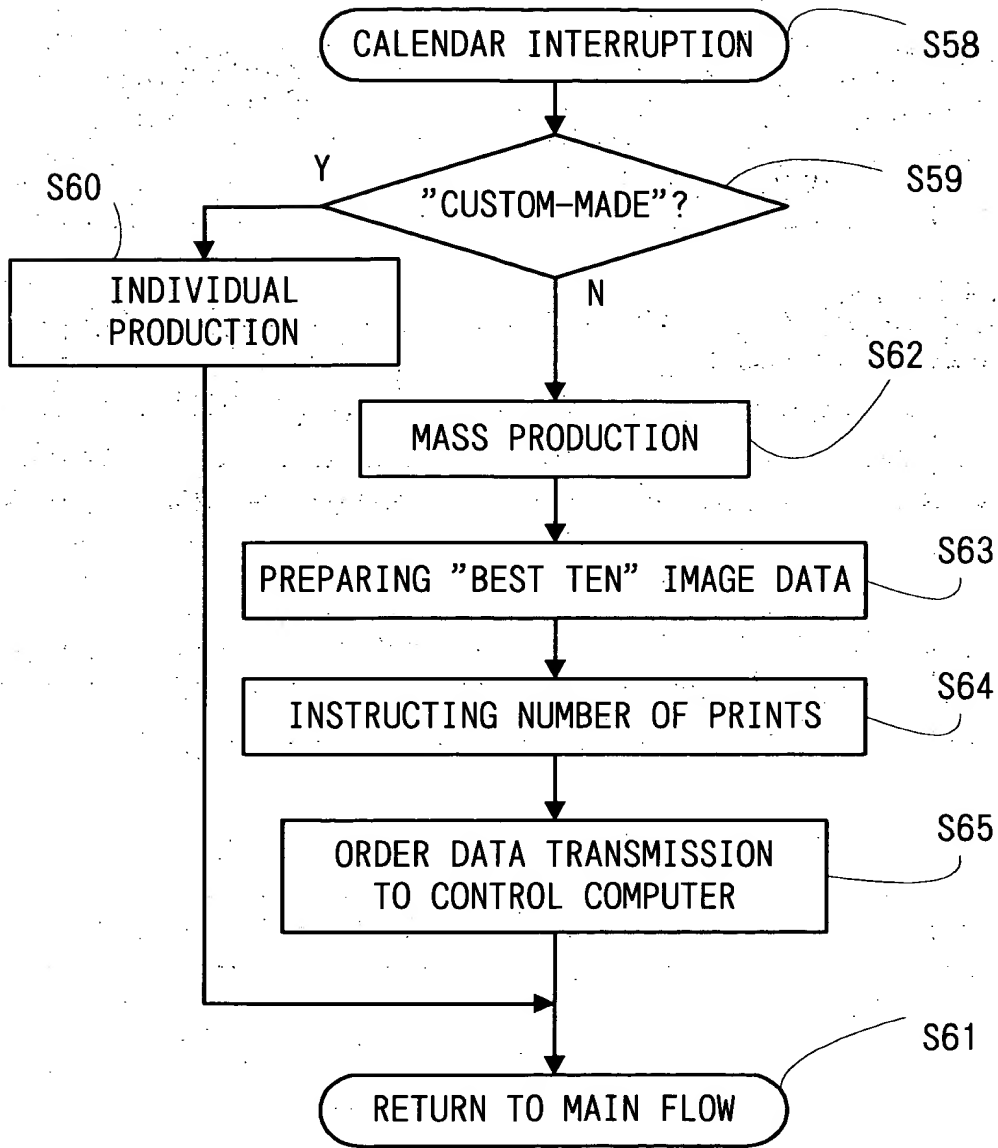 CALENDAR INTERRUPTION
S58
Y
S59
S60
"CUSTOM-MADE"?
INDIVIDUAL
PRODUCTION
N
S62
MASS PRODUCTION
S63
PREPARING "BEST TEN" IMAGE DATA
S64
INSTRUCTING NUMBER OF PRINTS
S65
ORDER DATA TRANSMISSION
TO CONTROL COMPUTER
S61
RETURN TO MAIN FLOW